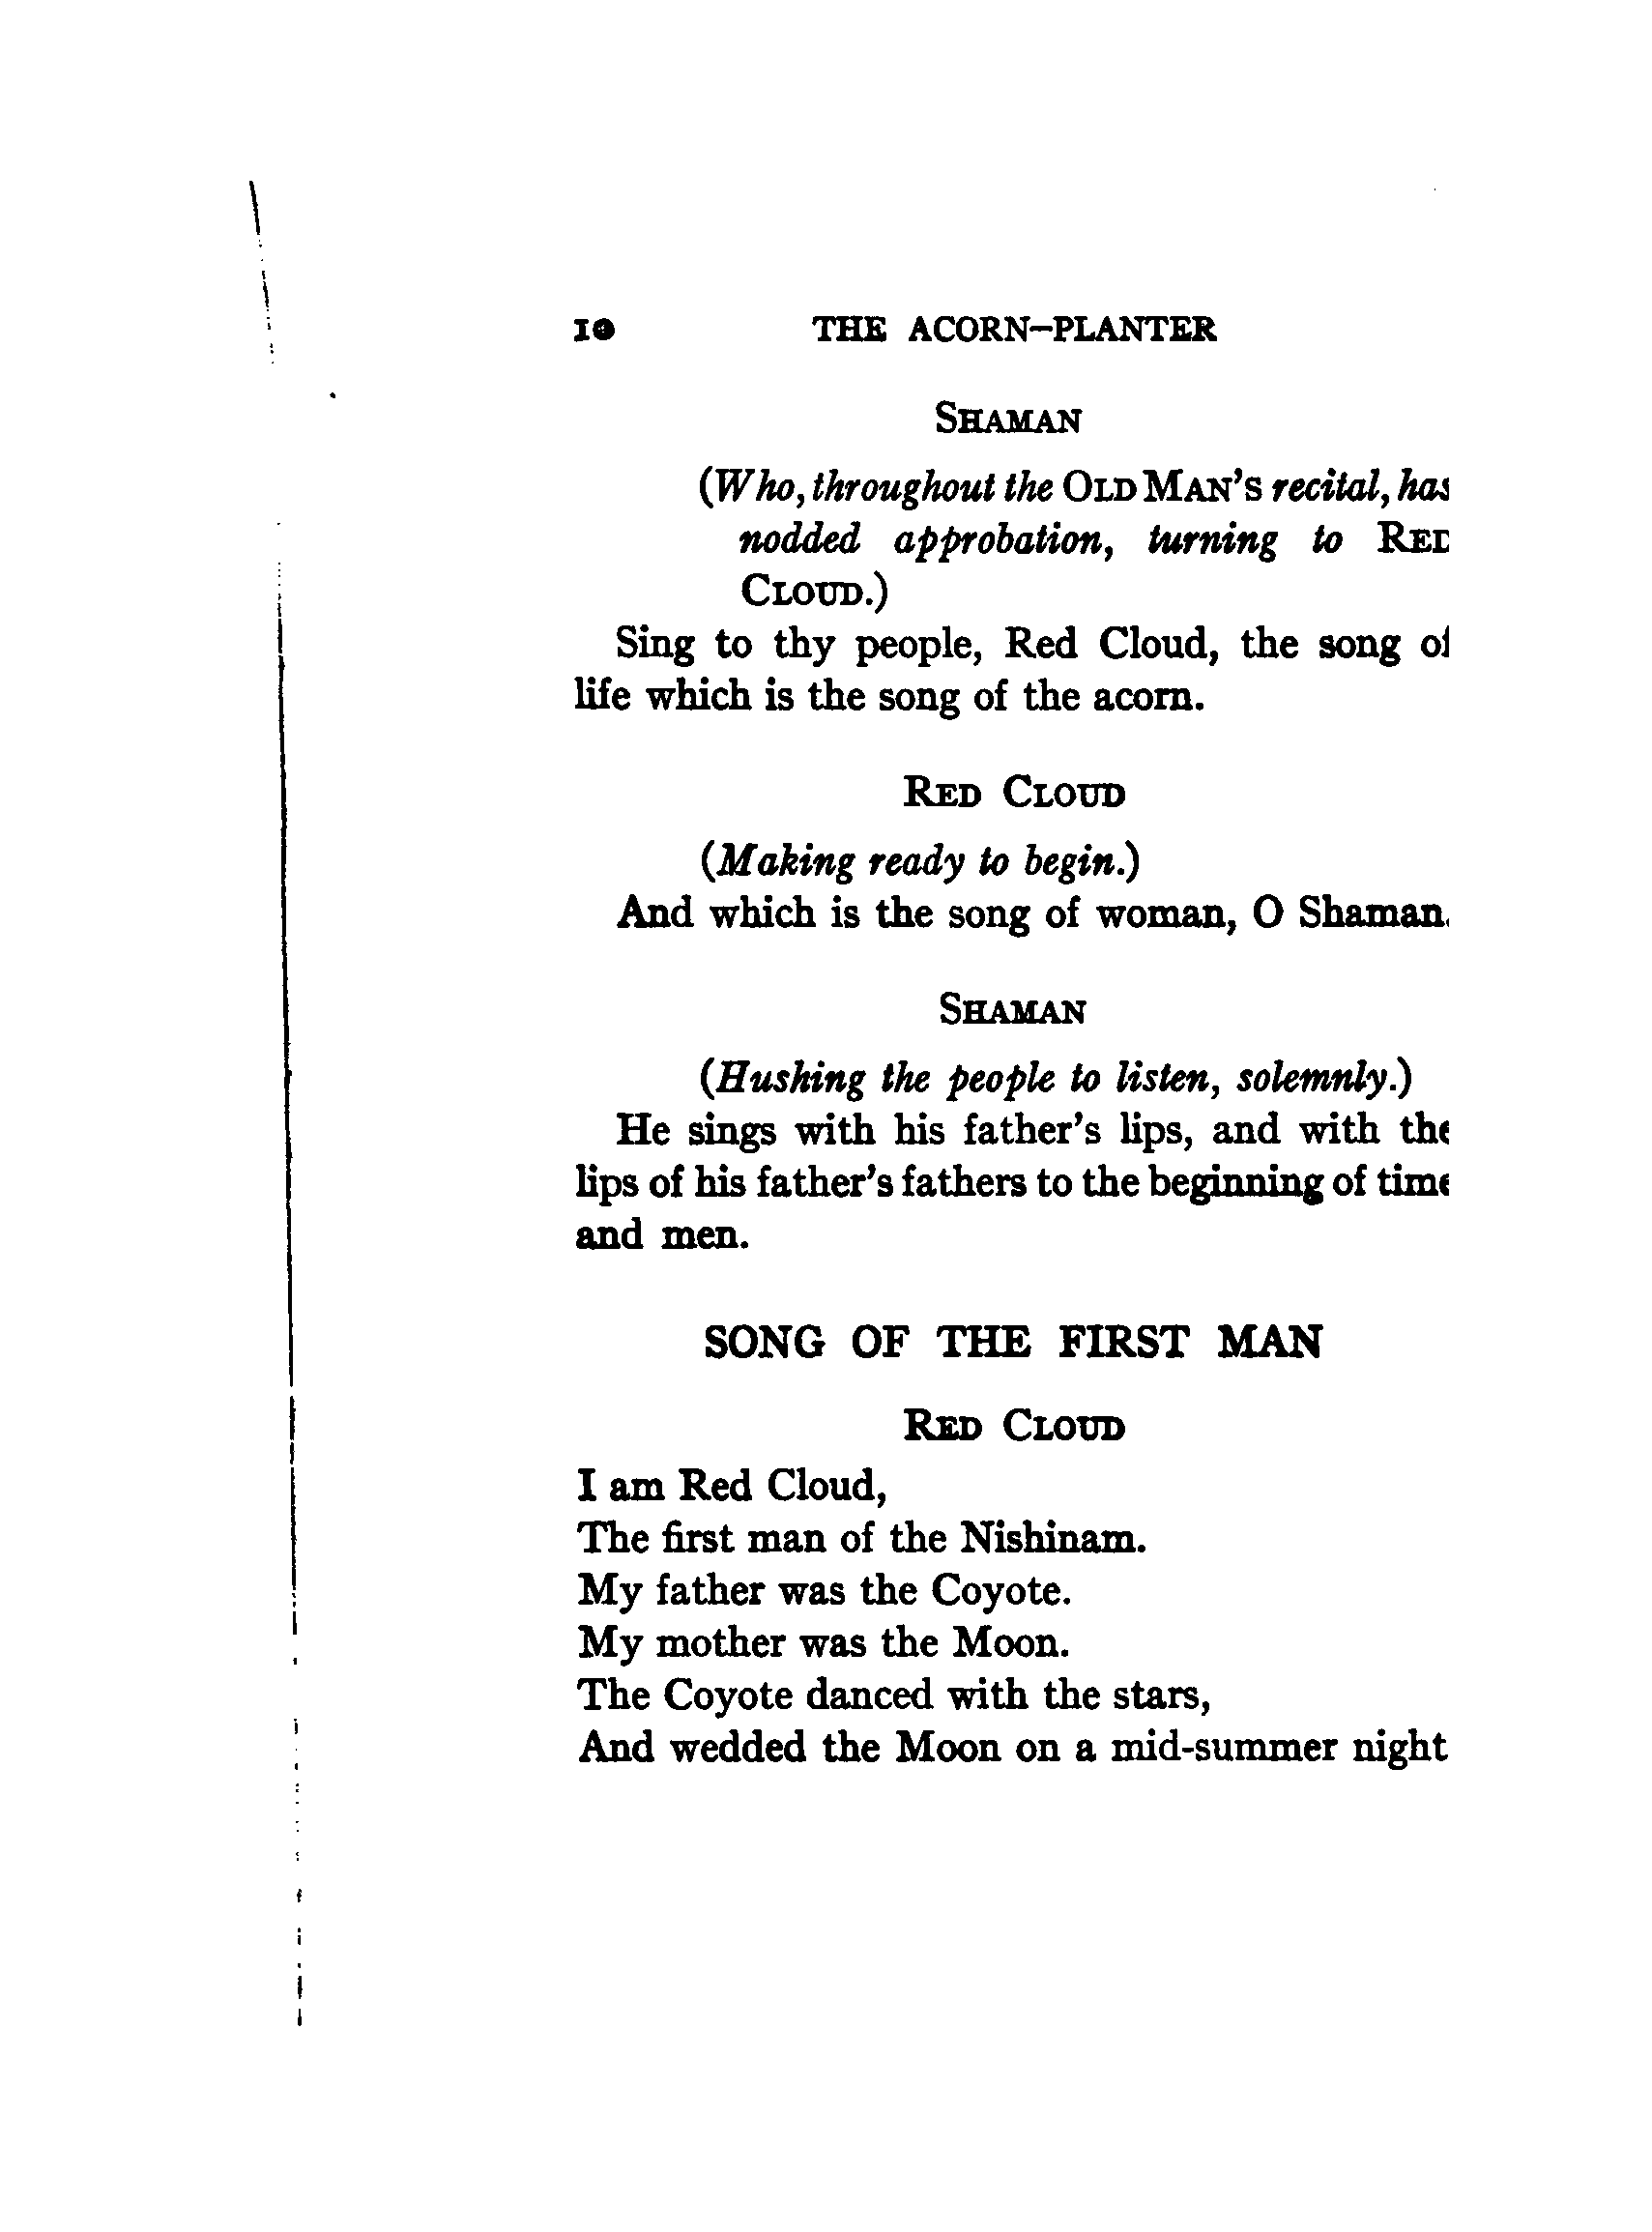 10 THE ACORN–PLANTER
SHAMAN
(Who, throughout the OLD MAN'S recital, has
nodded approbation, turning to RED
CLOUD.)
Sing to thy people, Red Cloud, the song of
life which is the song of the acorn.
RED CLOUD
(Making ready to begin.)
And which is the song of woman, O Shaman.
SHAMAN
(Hushing the people to listen, solemnly.)
He sings with his father's lips, and with the
lips of his father's fathers to the beginning of time
and men.
SONG OF THE FIRST MAN
RED CLOUD
I am Red Cloud,
The first man of the Nishinam.
My father was the Coyote.
My mother was the Moon.
The Coyote danced with the stars,
And wedded the Moon on a mid-summer night